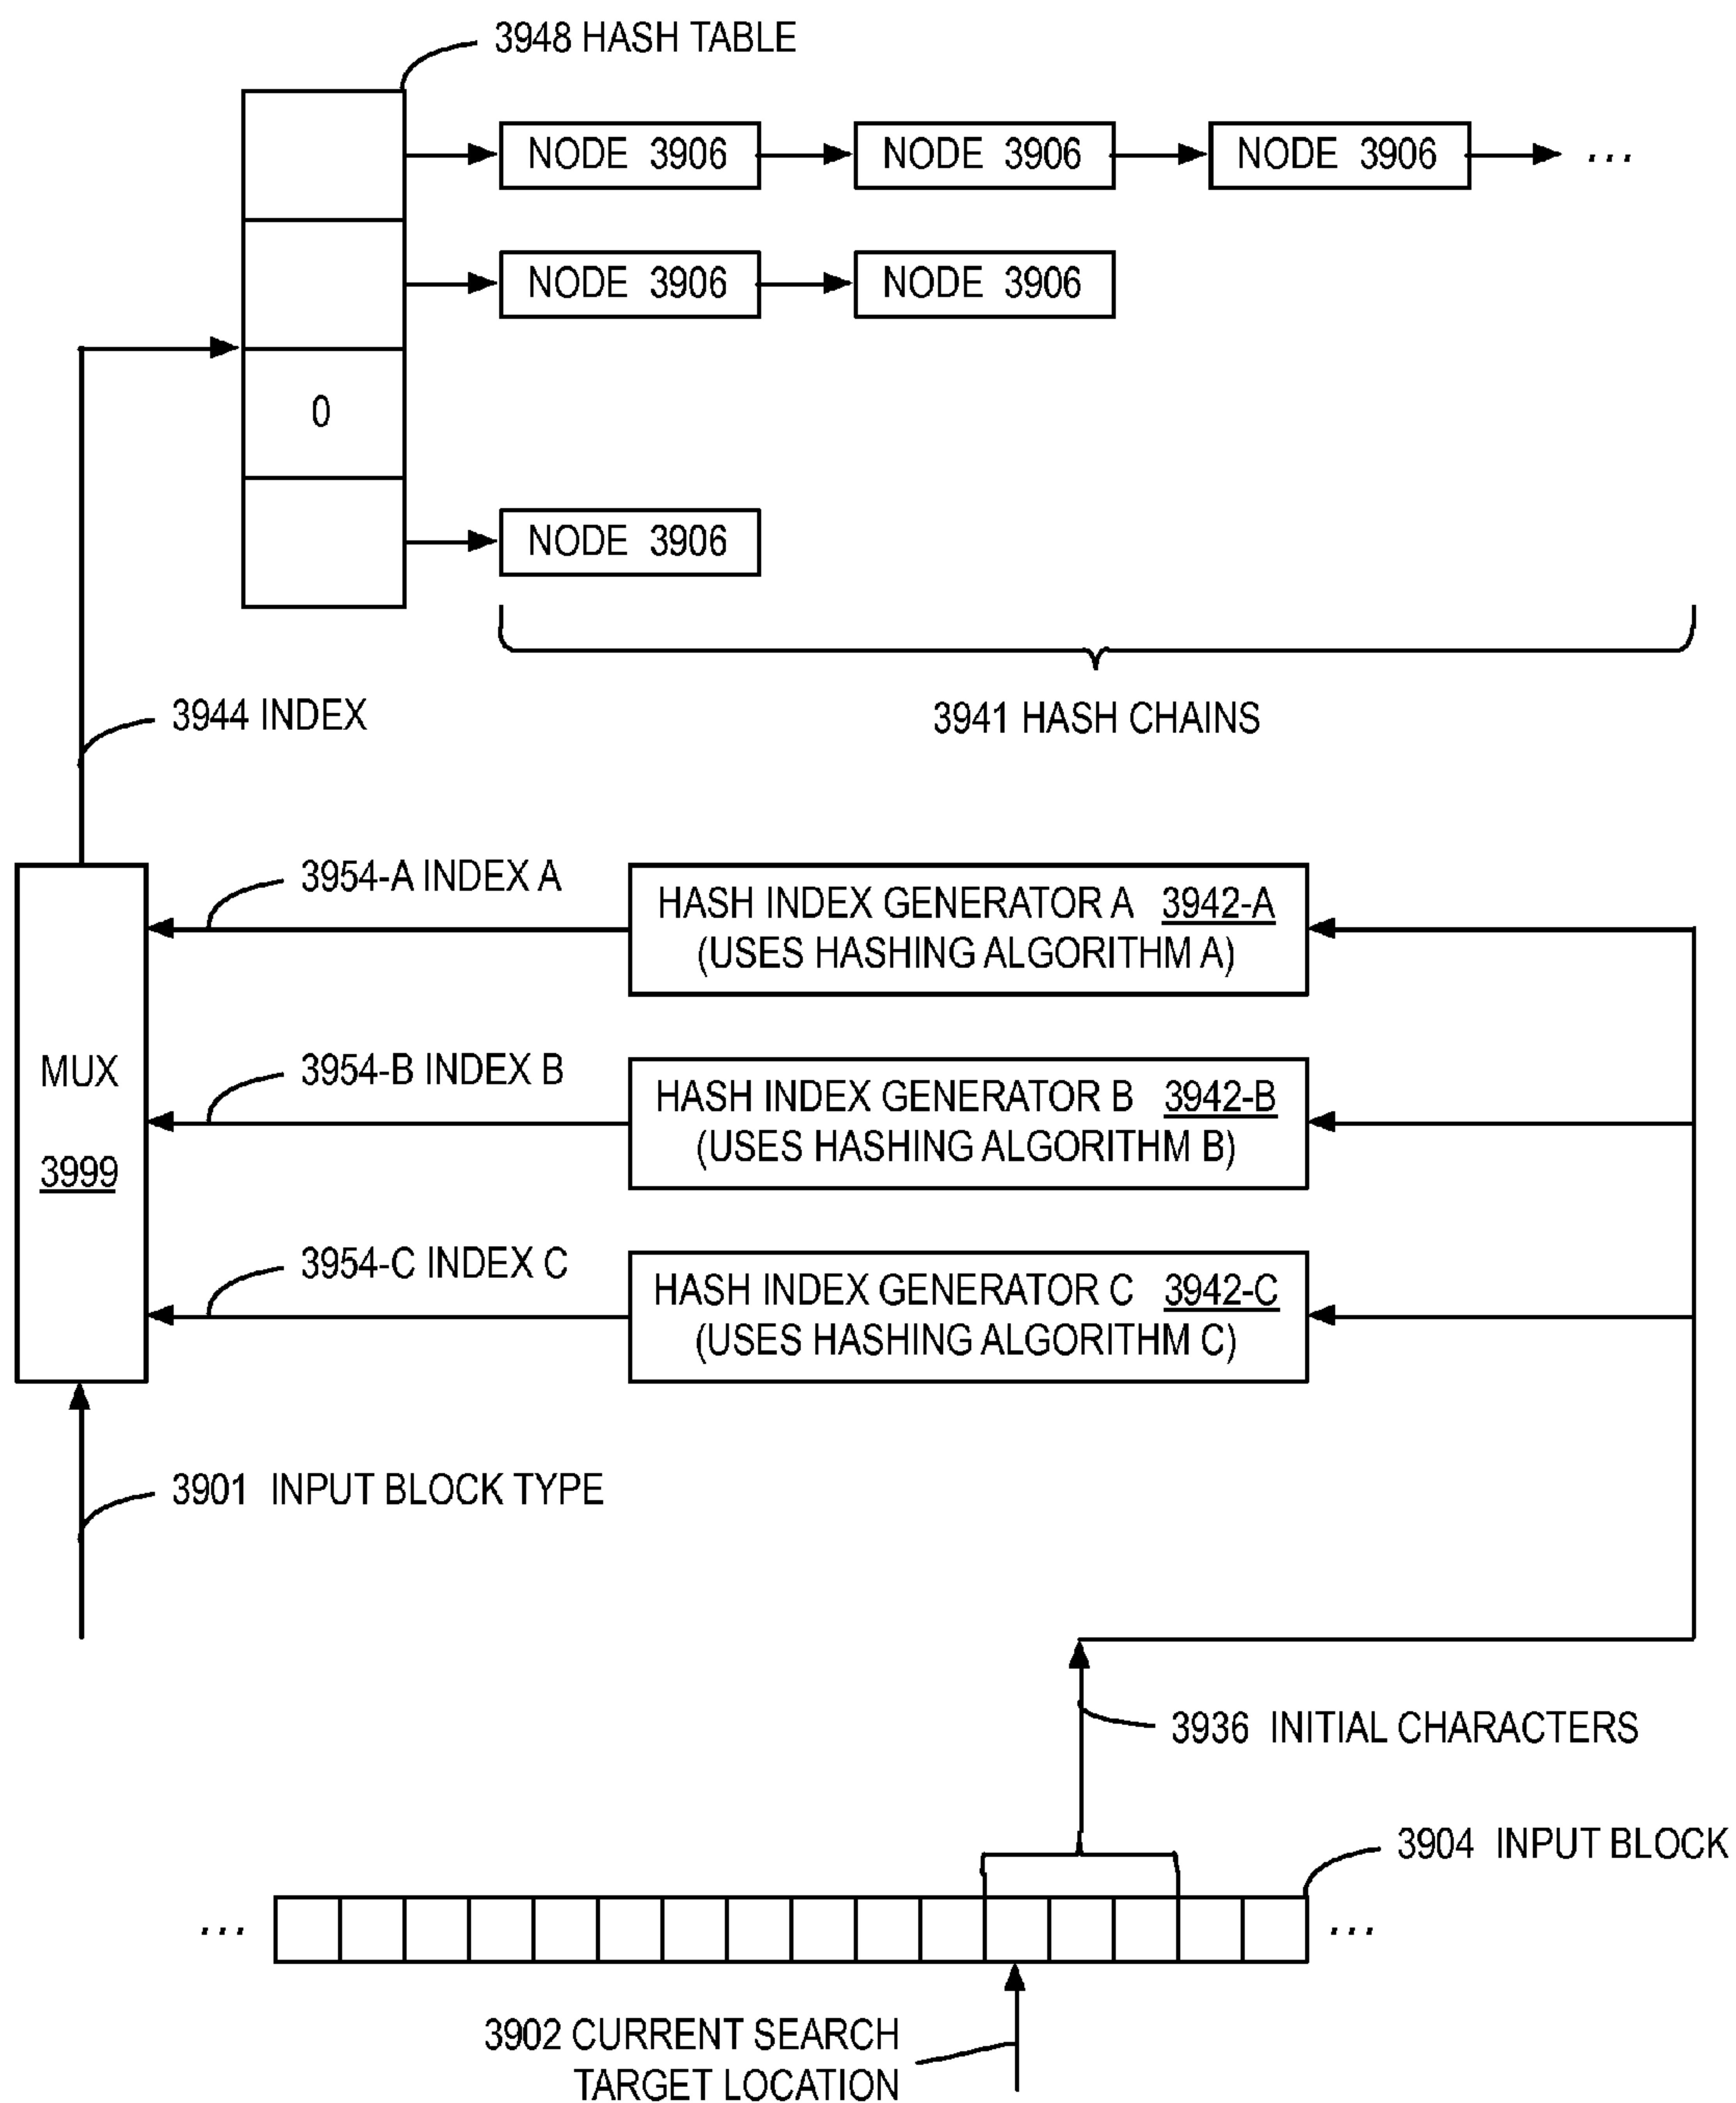 3948 HASH TABLE
NODE 3906 NODE 3906 NODE 3906 ...
NODE 3906 NODE 3906
0
NODE 3906
3944 INDEX
3941 HASH CHAINS
3954-A INDEX A
HASH INDEX GENERATOR A 3942-A
(USES HASHING ALGORITHM A)
MUX
3999
3954-B INDEX B
HASH INDEX GENERATOR B 3942-B
(USES HASHING ALGORITHM B)
3954-C INDEX C
HASH INDEX GENERATOR C 3942-C
(USES HASHING ALGORITHM C)
3901 INPUT BLOCK TYPE
3936 INITIAL CHARACTERS
3904 INPUT BLOCK
... ...
3902 CURRENT SEARCH
TARGET LOCATION